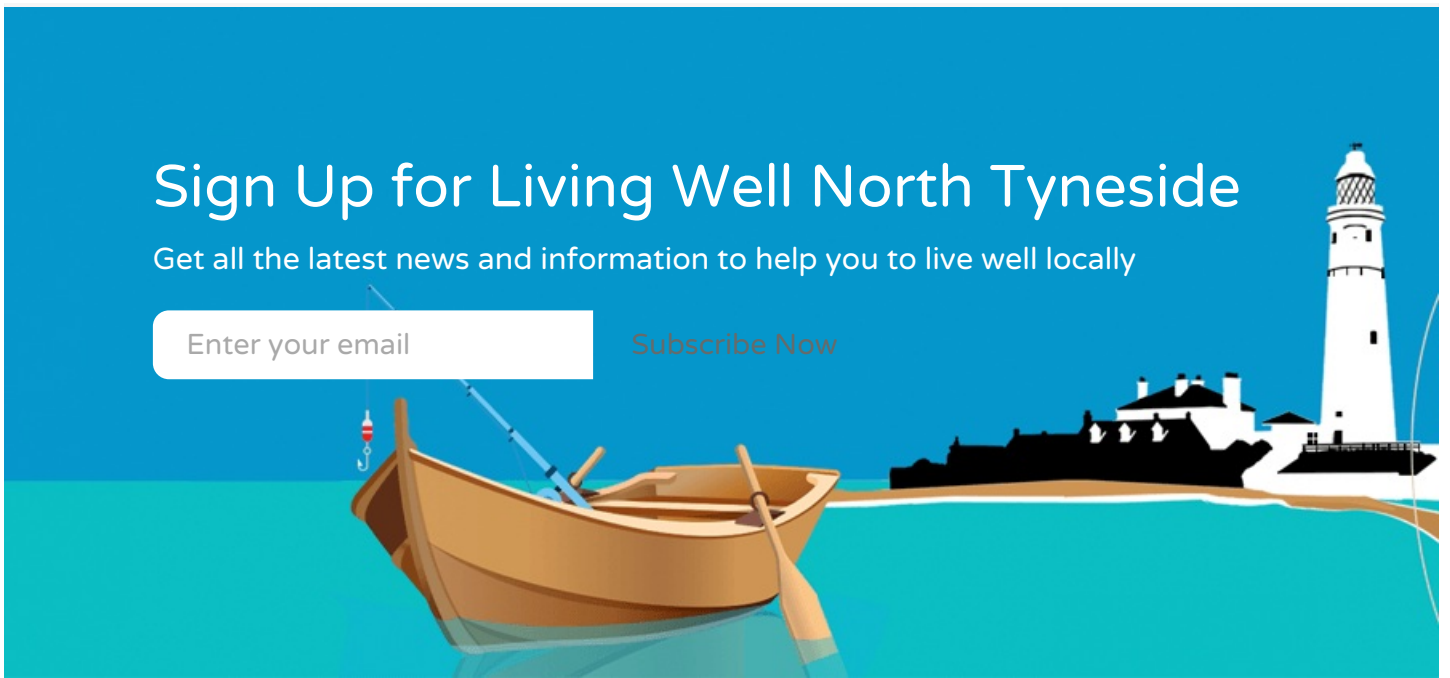 Sign Up for Living Well North Tyneside
Get all the latest news and information to help you to live well locally
Enter your email
Subscribe Now